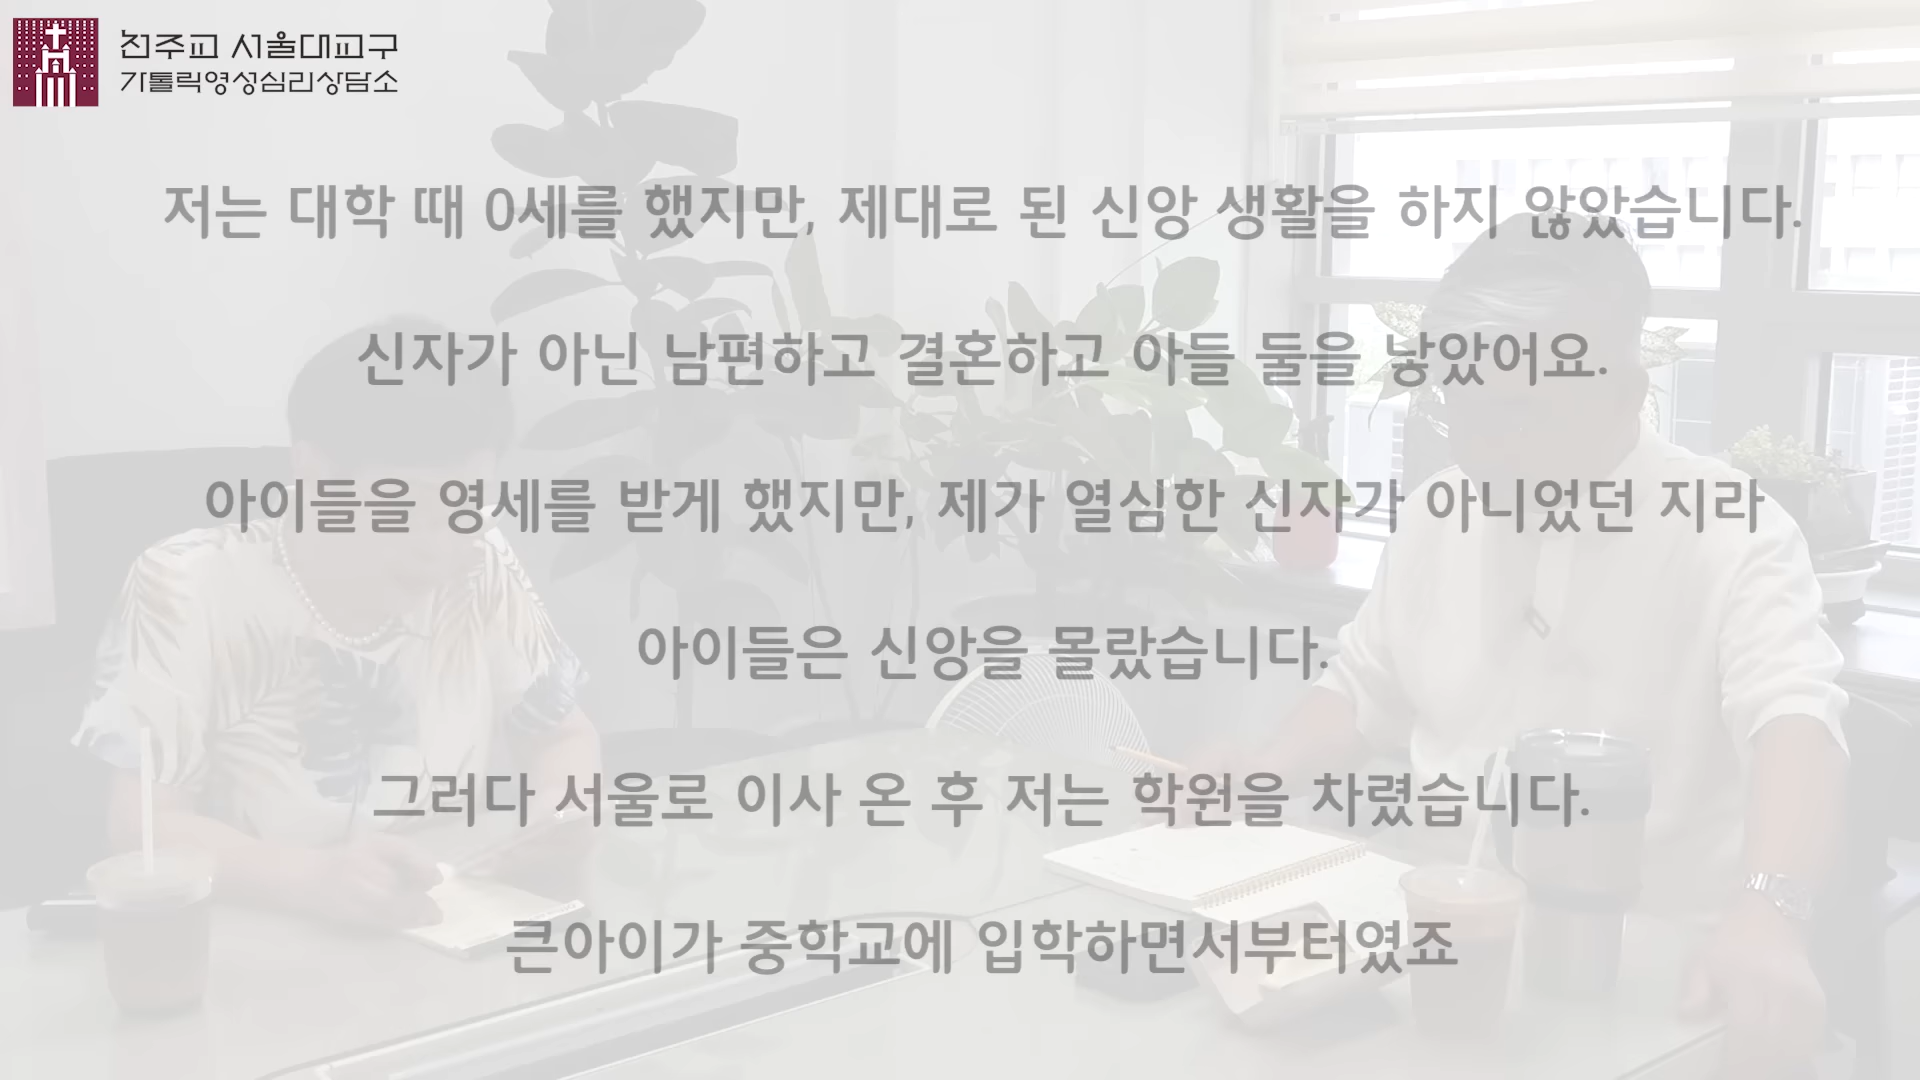 천주교 서울대교구
가톨릭영성심리상담소
저는 대학 때 0세를 했지만, 제대로 된 신앙 생활을 하지 않았습니다.
신자가 아닌 남편하고 결혼하고 아들 둘을 낳았어요.
아이들을 영세를 받게 했지만, 제가 열심한 신자가 아니었던 지라
아이들은 신앙을 몰랐습니다.
그러다 서울로 이사 온 후 저는 학원을 차렸습니다.
큰아이가 중학교에 입학하면서부터였죠